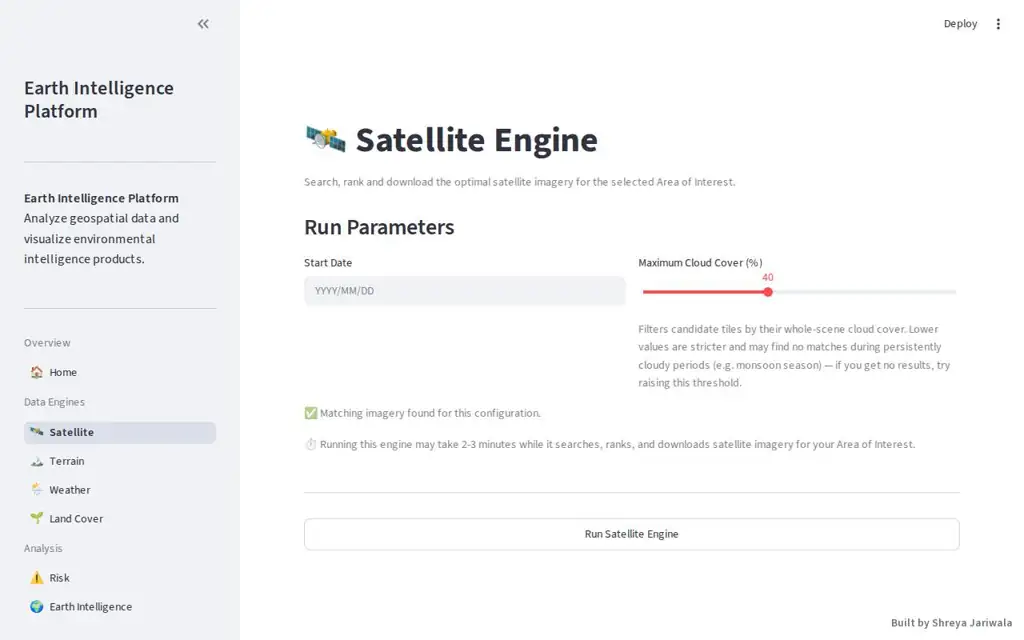 Deploy
Earth Intelligence
Platform
Earth Intelligence Platform
Analyze geospatial data and
visualize environmental
intelligence products.
Overview
Home
Data Engines
Satellite
Terrain
Weather
Land Cover
Analysis
Risk
Earth Intelligence
Satellite Engine
Search, rank and download the optimal satellite imagery for the selected Area of Interest.
Run Parameters
Start Date
YYYY/MM/DD
Maximum Cloud Cover (%)
40
Filters candidate tiles by their whole-scene cloud cover. Lower
values are stricter and may find no matches during persistently
cloudy periods (e.g. monsoon season) — if you get no results, try
raising this threshold.
Matching imagery found for this configuration.
Running this engine may take 2-3 minutes while it searches, ranks, and downloads satellite imagery for your Area of Interest.
Run Satellite Engine
Built by Shreya Jariwala